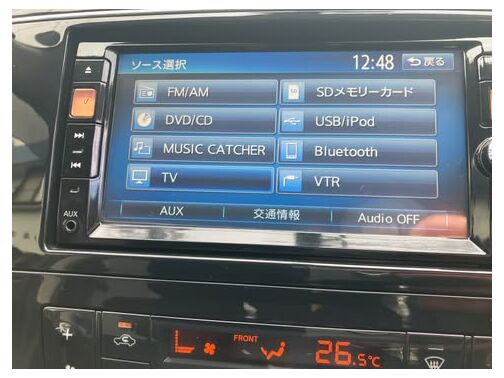 ソース選択 12:48 戻る
FM/AM SDメモリーカード
DVD/CD USB/iPod
MUSIC CATCHER Bluetooth
TV VTR
AUX 交通情報 Audio OFF
AUX
FRONT
26.5℃